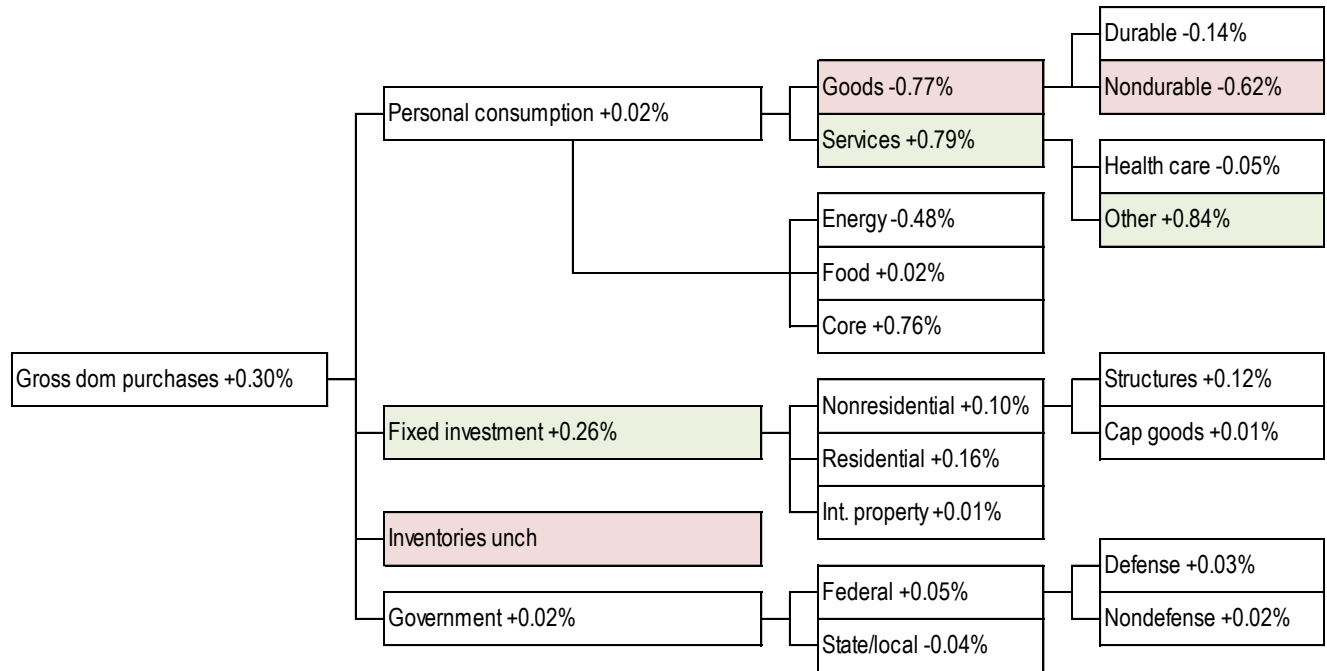 Durable -0.14%
Goods -0.77%
Nondurable -0.62%
Personal consumption +0.02%
Services +0.79%
Health care -0.05%
Energy -0.48%
Other +0.84%
Food +0.02%
Core +0.76%
Gross dom purchases +0.30%
Structures +0.12%
Nonresidential +0.10%
Fixed investment +0.26%
Cap goods +0.01%
Residential +0.16%
Int. property +0.01%
Inventories unch
Defense +0.03%
Federal +0.05%
Government +0.02%
Nondefense +0.02%
State/local -0.04%